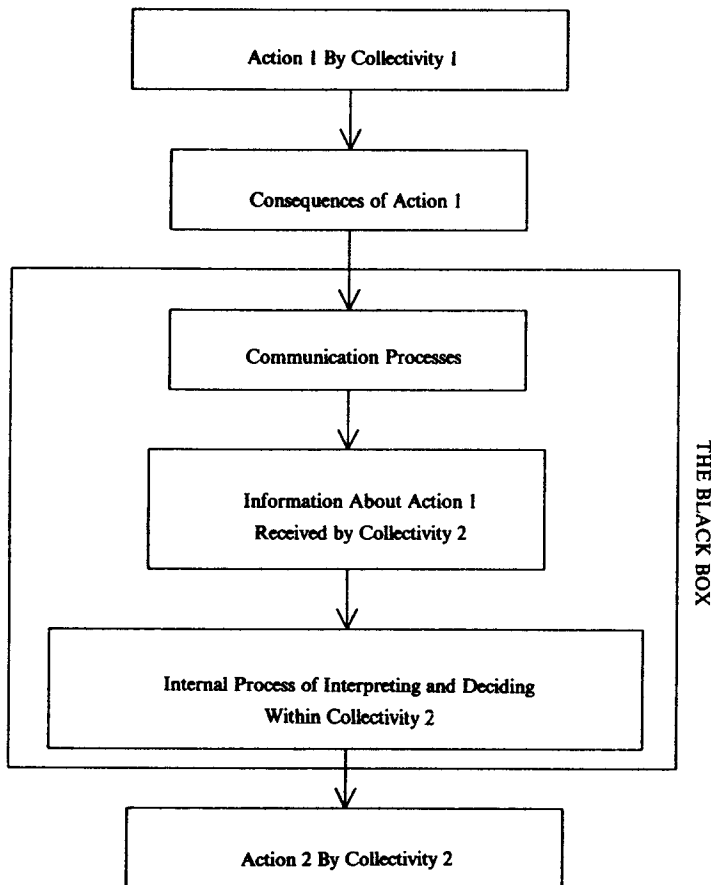 Action 1 By Collectivity 1
Consequences of Action 1
Communication Processes
Information About Action 1
Received by Collectivity 2
Internal Process of Interpreting and Deciding
Within Collectivity 2
THE BLACK BOX
Action 2 By Collectivity 2